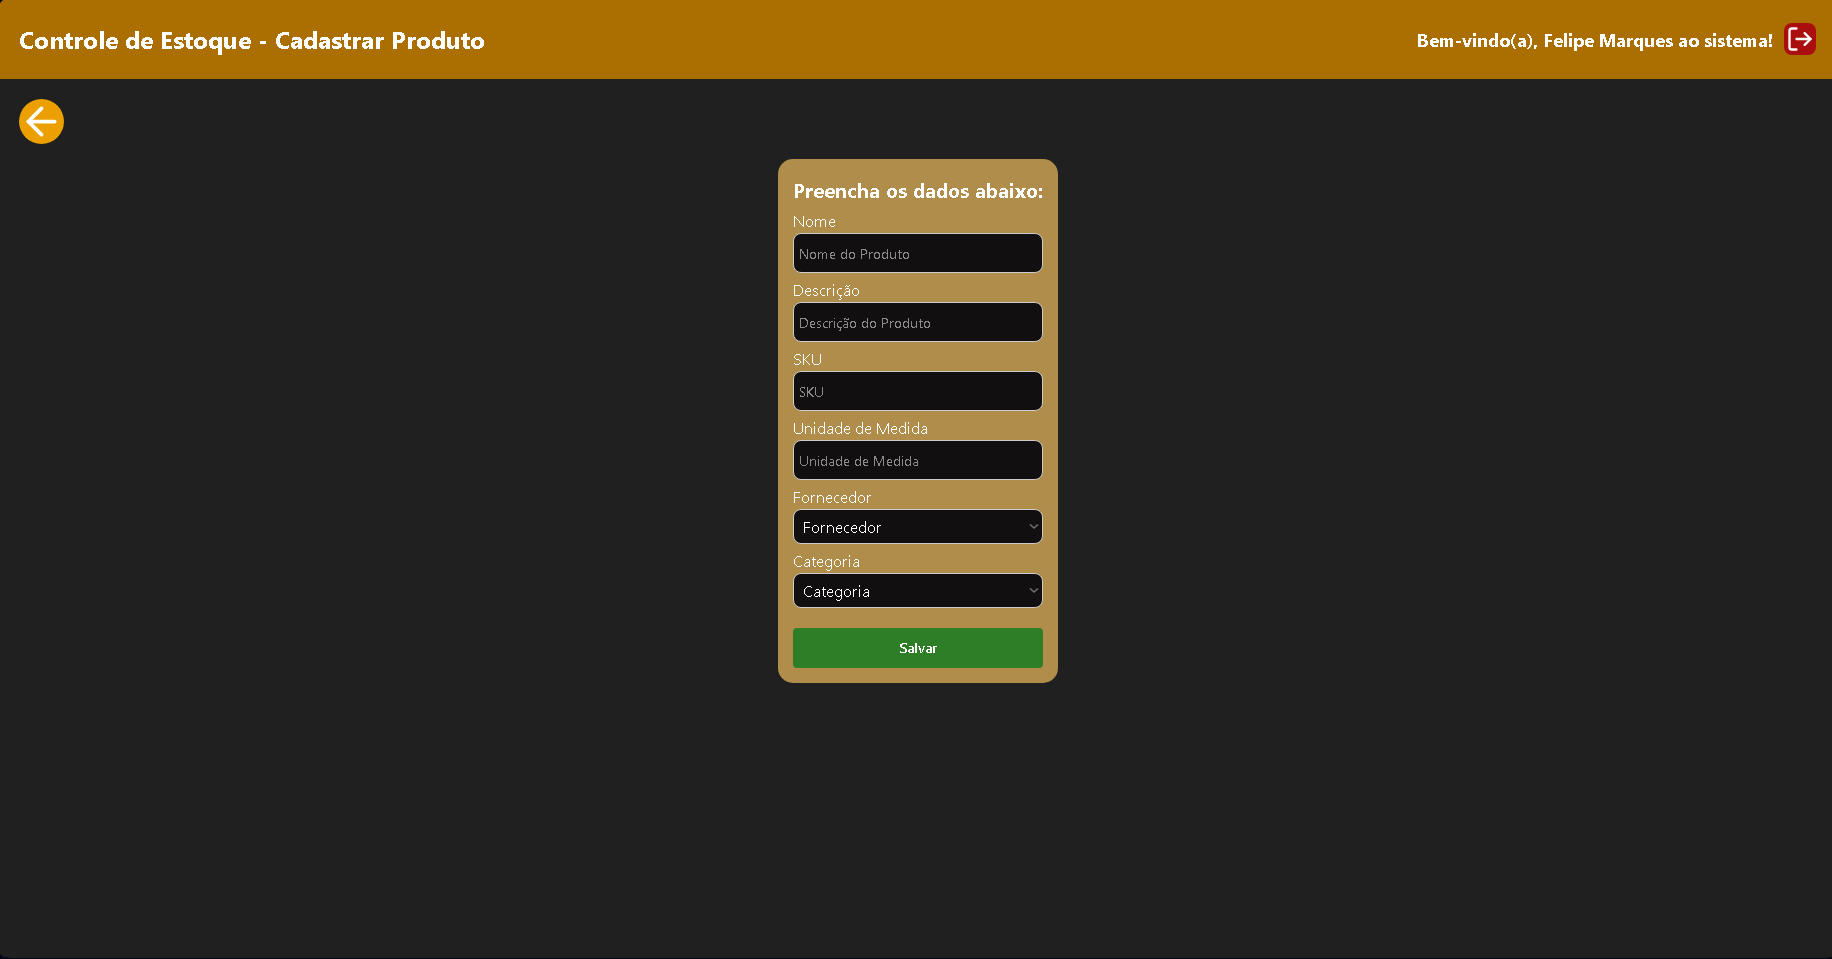 Controle de Estoque - Cadastrar Produto
Bem-vindo(a), Felipe Marques ao sistema!
Preencha os dados abaixo:
Nome
Nome do Produto
Descrição
Descrição do Produto
SKU
SKU
Unidade de Medida
Unidade de Medida
Fornecedor
Fornecedor
Categoria
Categoria
Salvar